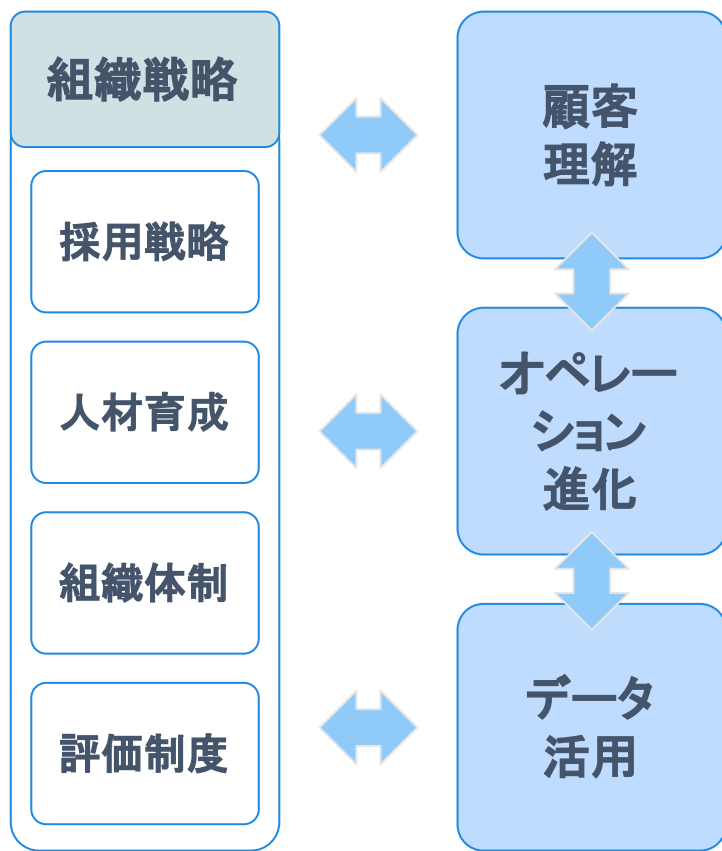 組織戦略
採用戦略
人材育成
組織体制
評価制度
顧客
理解
オペレー
ション
進化
データ
活用